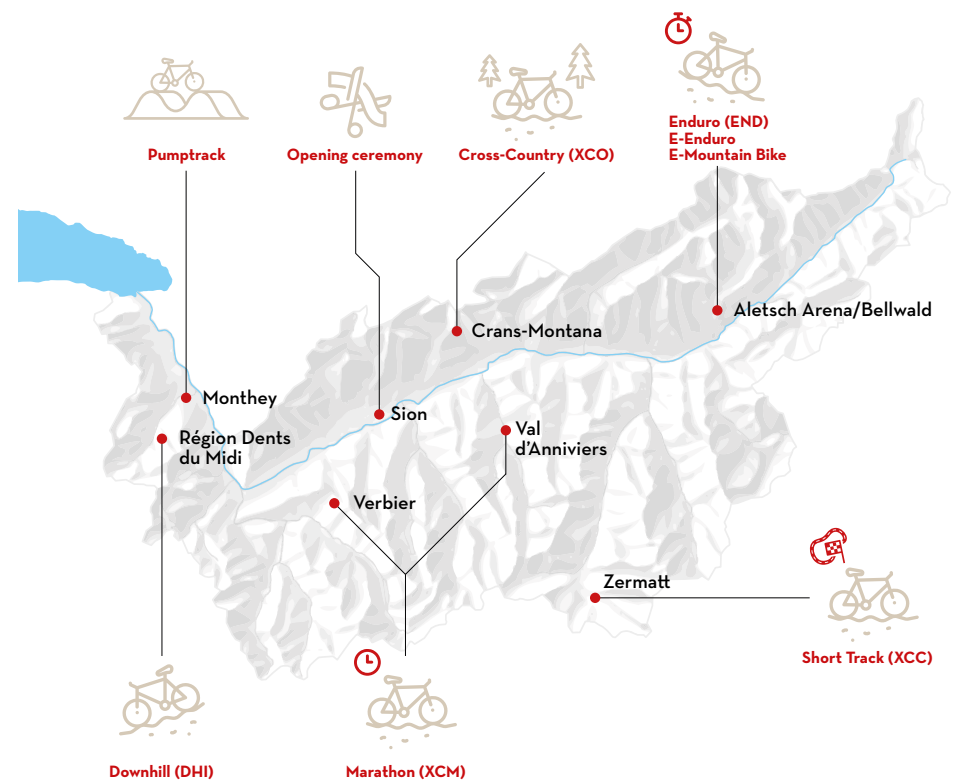 Pumptrack
Opening ceremony
Cross-Country (XCO)
Enduro (END)
E-Enduro
E-Mountain Bike
Aletsch Arena/Bellwald
Crans-Montana
Monthey
Sion
Région Dents
du Midi
Val
d'Anniviers
Verbier
Zermatt
Short Track (XCC)
Downhill (DHI)
Marathon (XCM)